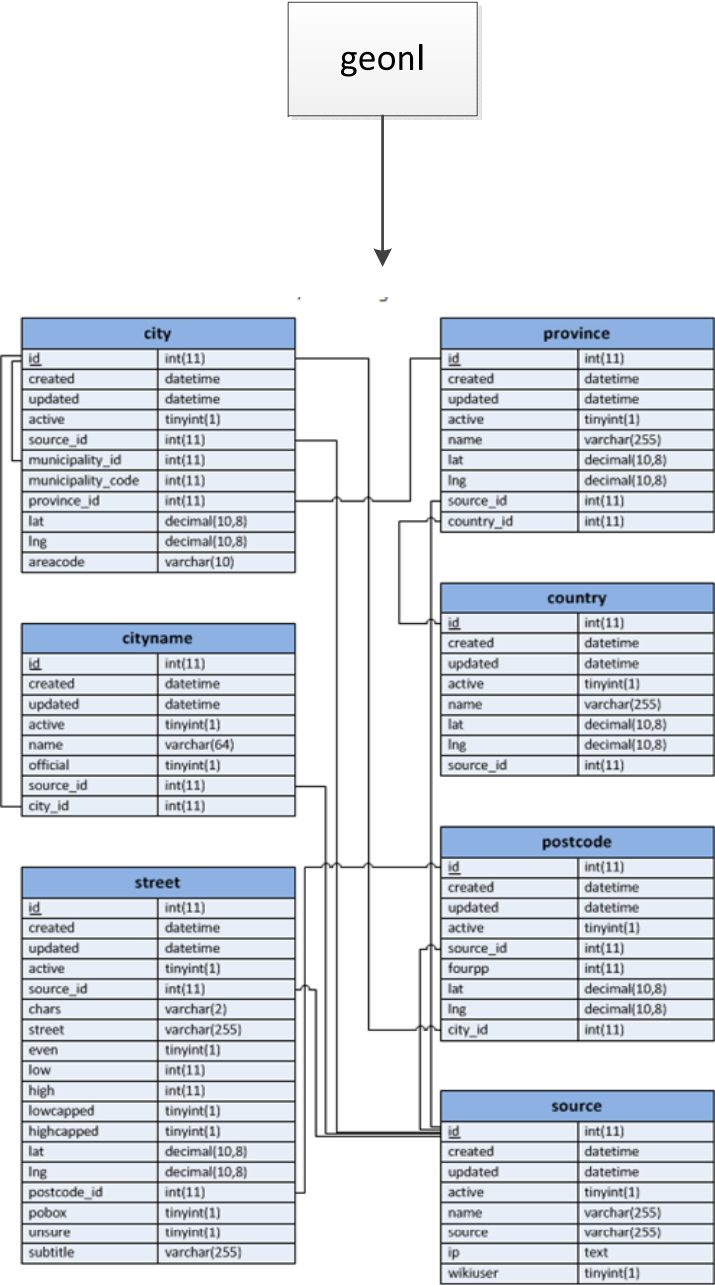 geonl
city
id int(11)
created datetime
updated datetime
active tinyint(1)
source_id int(11)
municipality_id int(11)
municipality_code int(11)
province_id int(11)
lat decimal(10,8)
lng decimal(10,8)
areacode varchar(10)
cityname
id int(11)
created datetime
updated datetime
active tinyint(1)
name varchar(64)
official tinyint(1)
source_id int(11)
city_id int(11)
street
id int(11)
created datetime
updated datetime
active tinyint(1)
source_id int(11)
chars varchar(2)
street varchar(255)
even tinyint(1)
low int(11)
high int(11)
lowcapped tinyint(1)
highcapped tinyint(1)
lat decimal(10,8)
lng decimal(10,8)
postcode_id int(11)
pobox tinyint(1)
unsure tinyint(1)
subtitle varchar(255)
province
id int(11)
created datetime
updated datetime
active tinyint(1)
name varchar(255)
lat decimal(10,8)
lng decimal(10,8)
source_id int(11)
country_id int(11)
country
id int(11)
created datetime
updated datetime
active tinyint(1)
name varchar(255)
lat decimal(10,8)
lng decimal(10,8)
source_id int(11)
postcode
id int(11)
created datetime
updated datetime
active tinyint(1)
source_id int(11)
fourpp int(11)
lat decimal(10,8)
lng decimal(10,8)
city_id int(11)
source
id int(11)
created datetime
updated datetime
active tinyint(1)
name varchar(255)
source varchar(255)
ip text
wikiuser tinyint(1)